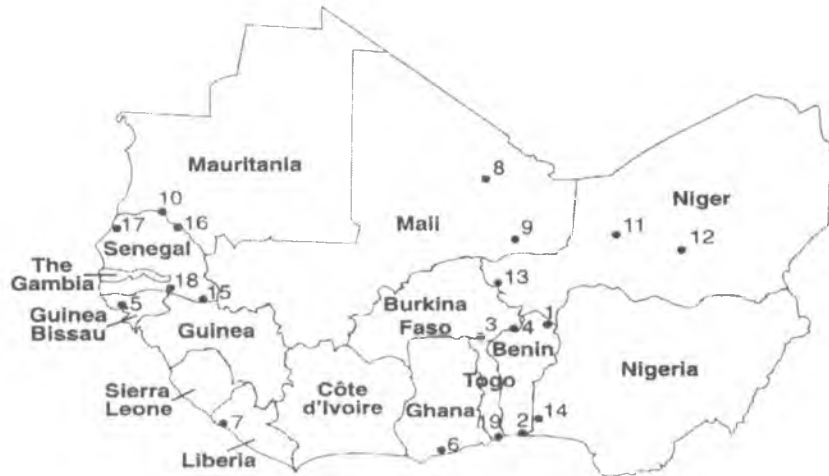 Mauritania
8
Niger
10
11
17
16
Mali
9
12
Senegal
The
Gambia
18
15
13
5
Guinea
Bissau
Guinea
Burkina
Faso
3
4
1
Benin
Nigeria
Sierra
Leone
Côte
d'Ivoire
Ghana
Togo
7
Liberia
6
19
2
14